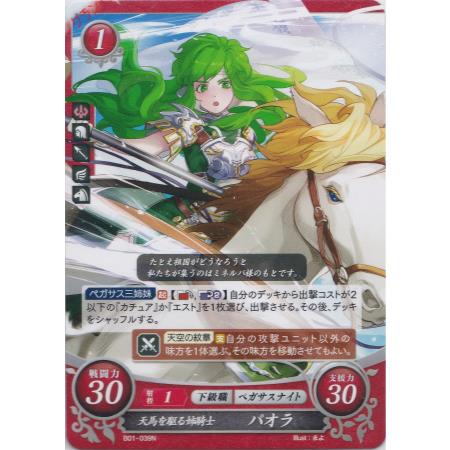 1
たとえ祖国がどうなろうと
私たちが集うのはミネルバ様のもとです。
ペガサス三姉妹 起 自分のデッキから出撃コストが2
以下の『カチュア』か『エスト』を1枚選び、出撃させる。その後、デッキ
をシャッフルする。
天空の紋章 攻 自分の攻撃ユニット以外の
味方を1体選ぶ。その味方を移動させてもよい。
戦闘力 30 射程 1 下級職 ペガサスナイト 支援力 30
天馬を駆る姉騎士 パオラ
B01-039N Illust:まよ